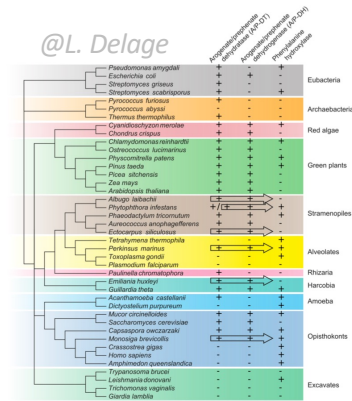 @L. Delage
Arogenate/prephenate
dehydratase (A/P-DT)
Arogenate/prephenate
dehydrogenase (A/P-DH)
Phenylalanine
hydroxylase
Pseudomonas amygdali
Escherichia coli
Streptomyces griseus
Streptomyces scabrisporus
Eubacteria
Pyrococcus furiosus
Pyrococcus abyssi
Thermus thermophilus
Archaebacteria
Cyanidioschyzon merolae
Chondrus crispus
Red algae
Chlamydomonas reinhardtii
Ostreococcus lucimarinus
Physcomitrella patens
Pinus taeda
Picea sitchensis
Zea mays
Arabidopsis thaliana
Green plants
Albugo laibachii
Phytophthora infestans
Phaeodactylum tricornutum
Aureococcus anophagefferens
Ectocarpus siliculosus
Stramenopiles
Tetrahymena thermophila
Perkinsus marinus
Toxoplasma gondii
Plasmodium falciparum
Alveolates
Paulinella chromatophora
Rhizaria
Emiliania huxleyi
Guillardia theta
Harcobia
Acanthamoeba castellanii
Dictyostelium purpureum
Amoeba
Mucor circinelloides
Saccharomyces cerevisiae
Capsaspora owczarzaki
Monosiga brevicollis
Crassostrea gigas
Homo sapiens
Amphimedon queenslandica
Opisthokonts
Trypanosoma brucei
Leishmania donovani
Trichomonas vaginalis
Giardia lamblia
Excavates